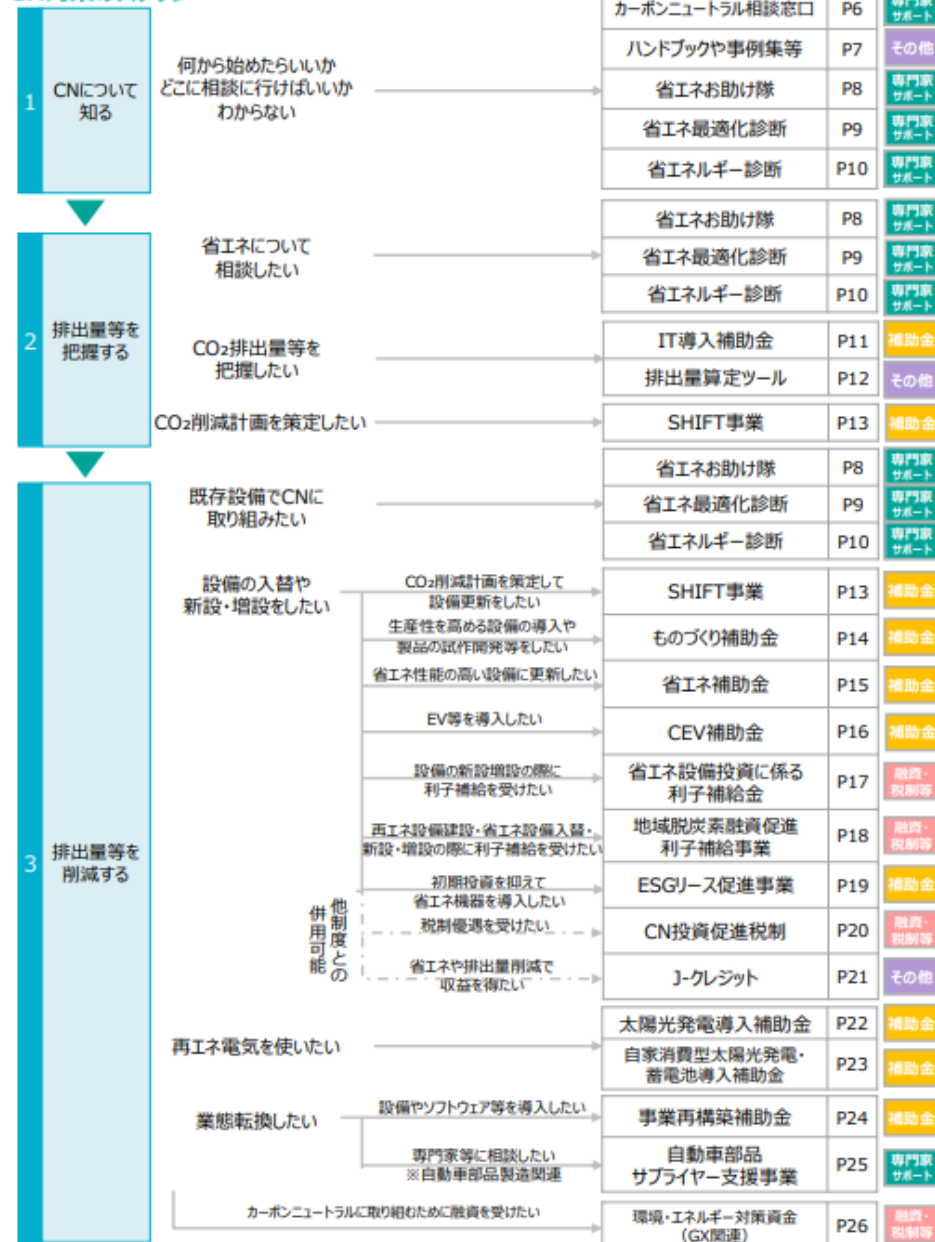 カーボンニュートラル相談窓口 P6 専門家
サポート
ハンドブックや事例集等 P7 その他
1 CNについて
知る
何から始めたらいいか
どこに相談に行けばいいか
わからない
省エネお助け隊 P8 専門家
サポート
省エネ最適化診断 P9 専門家
サポート
省エネルギー診断 P10 専門家
サポート
2 排出量等を
把握する
省エネについて
相談したい
省エネお助け隊 P8 専門家
サポート
省エネ最適化診断 P9 専門家
サポート
省エネルギー診断 P10 専門家
サポート
CO₂排出量等を
把握したい
IT導入補助金 P11 補助金
排出量算定ツール P12 その他
CO₂削減計画を策定したい
SHIFT事業 P13 補助金
3 排出量等を
削減する
既存設備でCNに
取り組みたい
省エネお助け隊 P8 専門家
サポート
省エネ最適化診断 P9 専門家
サポート
省エネルギー診断 P10 専門家
サポート
設備の入替や
新設・増設をしたい
CO₂削減計画を策定して
設備更新をしたい
SHIFT事業 P13 補助金
生産性を高める設備の導入や
製品の試作開発等をしたい
ものづくり補助金 P14 補助金
省エネ性能の高い設備に更新したい
省エネ補助金 P15 補助金
EV等を導入したい
CEV補助金 P16 補助金
設備の新設増設の際に
利子補給を受けたい
省エネ設備投資に係る
利子補給金 P17 融資・
税制等
再エネ設備建設・省エネ設備入替・
新設・増設の際に利子補給を受けたい
地域脱炭素融資促進
利子補給事業 P18 融資・
税制等
初期投資を抑えて
省エネ機器を導入したい
ESGリース促進事業 P19 補助金
他制度との
併用可能
税制優遇を受けたい
CN投資促進税制 P20 融資・
税制等
省エネや排出量削減で
収益を得たい
J-クレジット P21 その他
再エネ電気を使いたい
太陽光発電導入補助金 P22 補助金
自家消費型太陽光発電・
蓄電池導入補助金 P23 補助金
業態転換したい
設備やソフトウェア等を導入したい
事業再構築補助金 P24 補助金
専門家等に相談したい
※自動車部品製造関連
自動車部品
サプライヤー支援事業 P25 専門家
サポート
カーボンニュートラルに取り組むために融資を受けたい
環境・エネルギー対策資金
(GX関連) P26 融資・
税制等